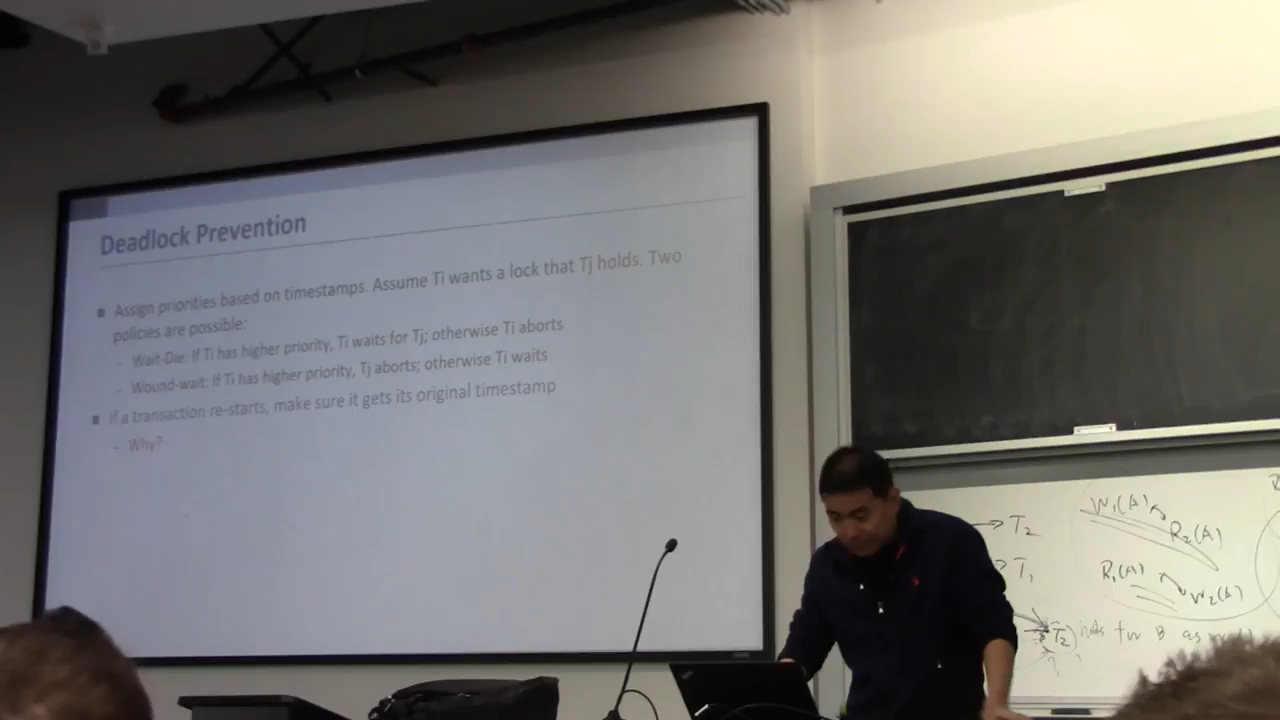 Deadlock Prevention
Assign priorities based on timestamps. Assume Ti wants a lock that Tj holds. Two
policies are possible:
- Wait-Die: If Ti has higher priority, Ti waits for Tj; otherwise Ti aborts
- Wound-wait: If Ti has higher priority, Tj aborts; otherwise Ti waits
If a transaction re-starts, make sure it gets its original timestamp
- Why?
→ T2
T1
W1(A)
R2(A)
R1(A)
W2(A)
T2
B as